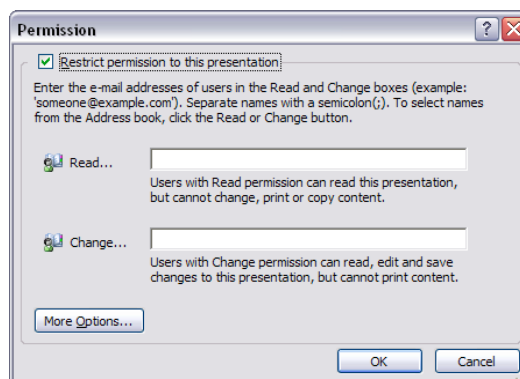 Permission
Restrict permission to this presentation
Enter the e-mail addresses of users in the Read and Change boxes (example:
'someone@example.com'). Separate names with a semicolon(;). To select names
from the Address book, click the Read or Change button.
Read...
Users with Read permission can read this presentation,
but cannot change, print or copy content.
Change...
Users with Change permission can read, edit and save
changes to this presentation, but cannot print content.
More Options...
OK Cancel